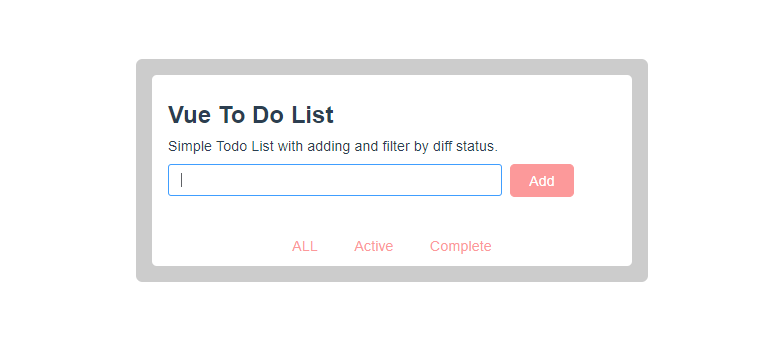 Vue To Do List
Simple Todo List with adding and filter by diff status.
Add
ALL Active Complete